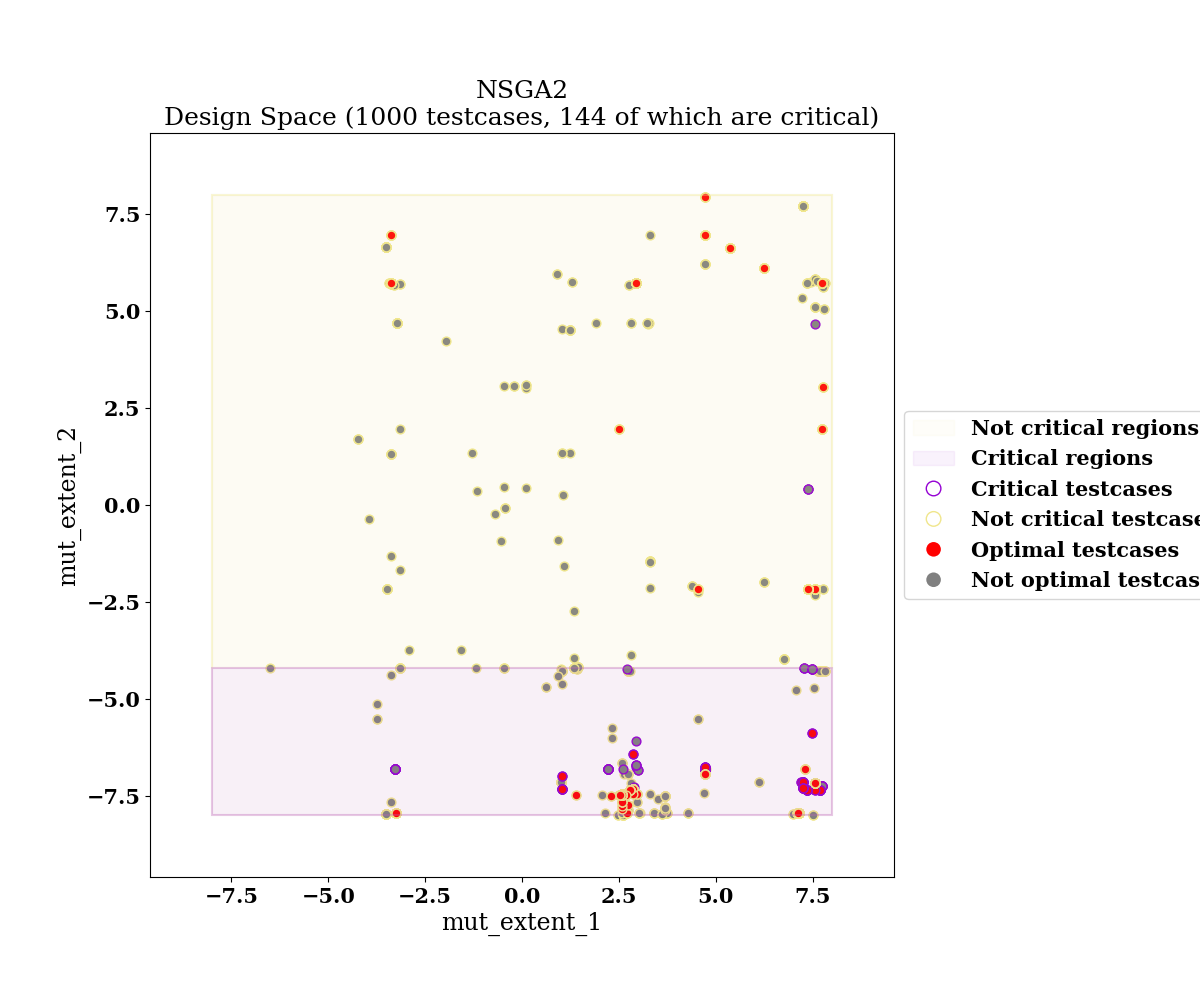 NSGA2
Design Space (1000 testcases, 144 of which are critical)
mut_extent_2
7.5
5.0
2.5
0.0
−2.5
−5.0
−7.5
−7.5 −5.0 −2.5 0.0 2.5 5.0 7.5
mut_extent_1
Not critical regions
Critical regions
Critical testcases
Not critical testcase
Optimal testcases
Not optimal testcas